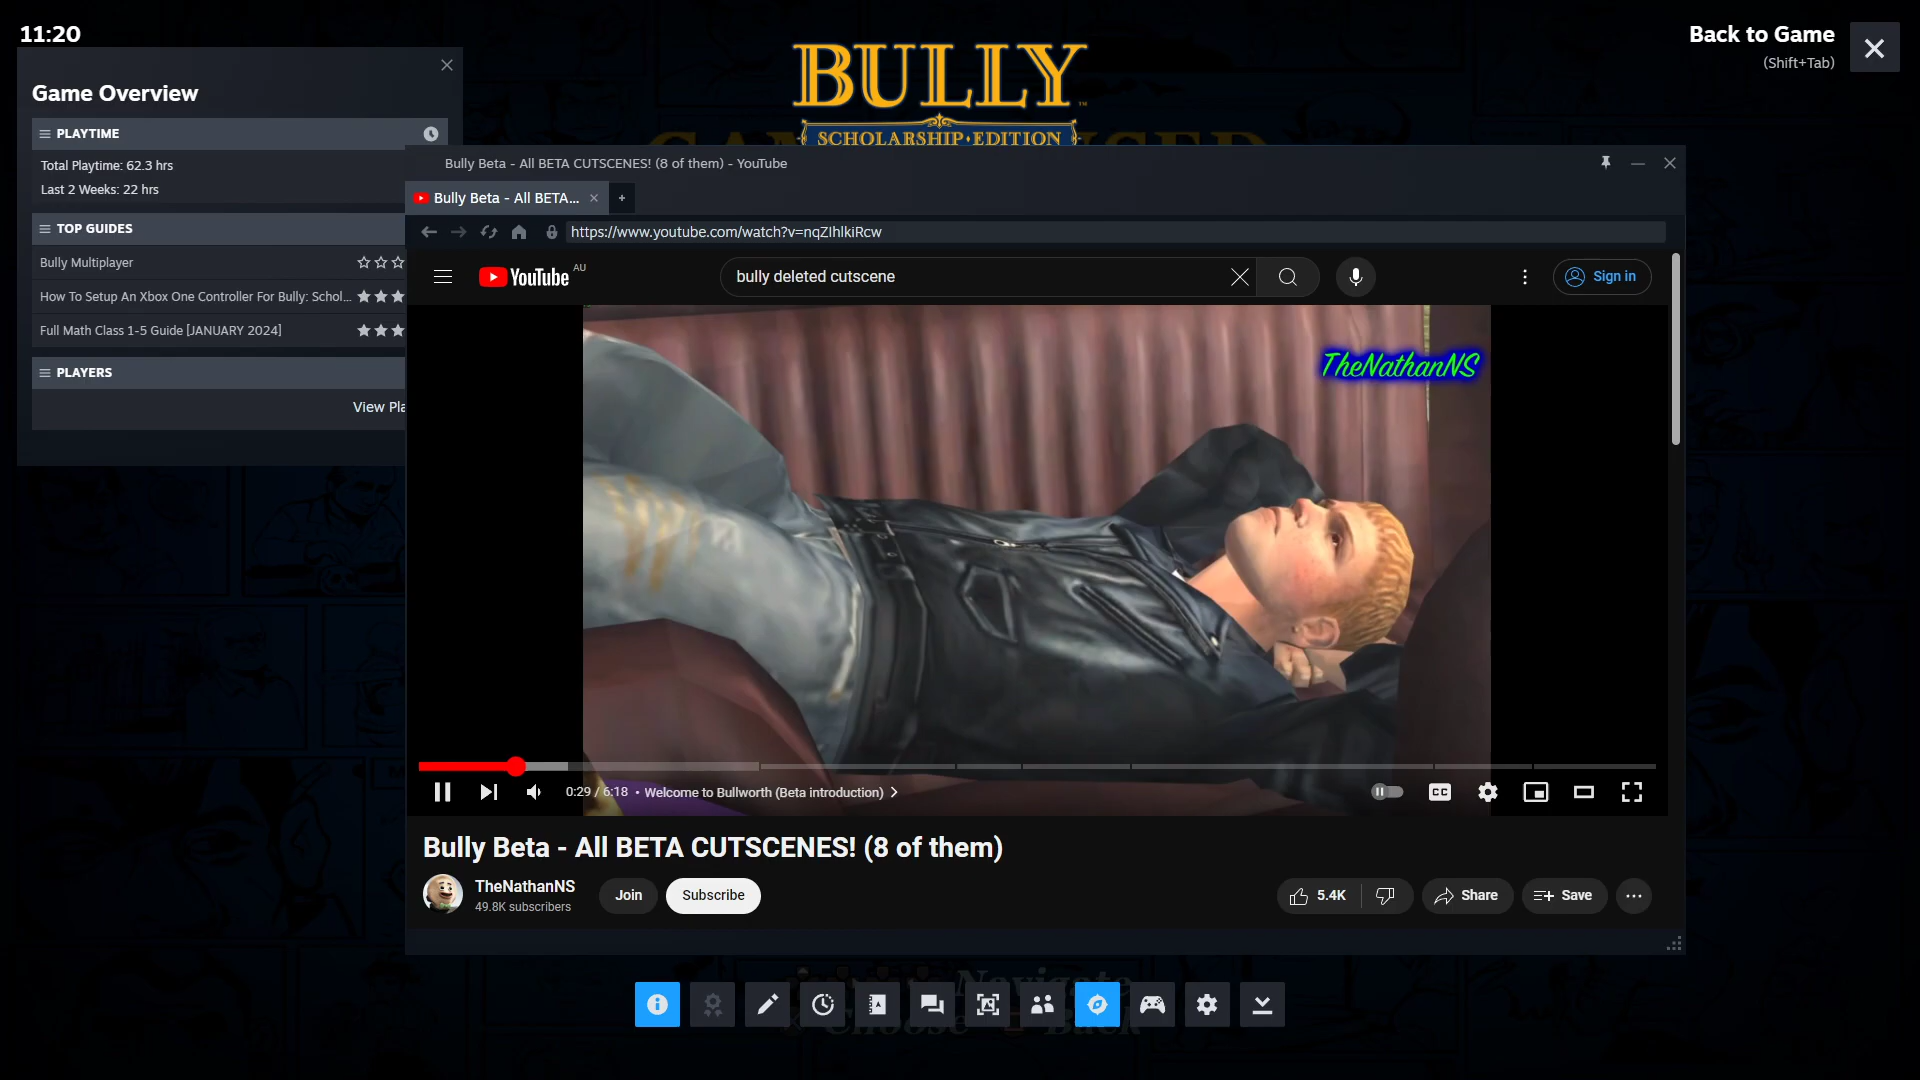 11:20
Back to Game
(Shift+Tab)
Game Overview
PLAYTIME
Total Playtime: 62.3 hrs
Last 2 Weeks: 22 hrs
TOP GUIDES
Bully Multiplayer
How To Setup An Xbox One Controller For Bully: Schol...
Full Math Class 1-5 Guide [JANUARY 2024]
PLAYERS
View Pla
BULLY
SCHOLARSHIP·EDITION
Bully Beta - All BETA CUTSCENES! (8 of them) - YouTube
Bully Beta - All BETA...
https://www.youtube.com/watch?v=nqZIhlkiRcw
YouTube AU
bully deleted cutscene
Sign in
TheNathanNS
0:29 / 6:18 • Welcome to Bullworth (Beta introduction)
CC
Bully Beta - All BETA CUTSCENES! (8 of them)
TheNathanNS
49.8K subscribers
Join
Subscribe
5.4K
Share
Save
Navigate
Choose
Back